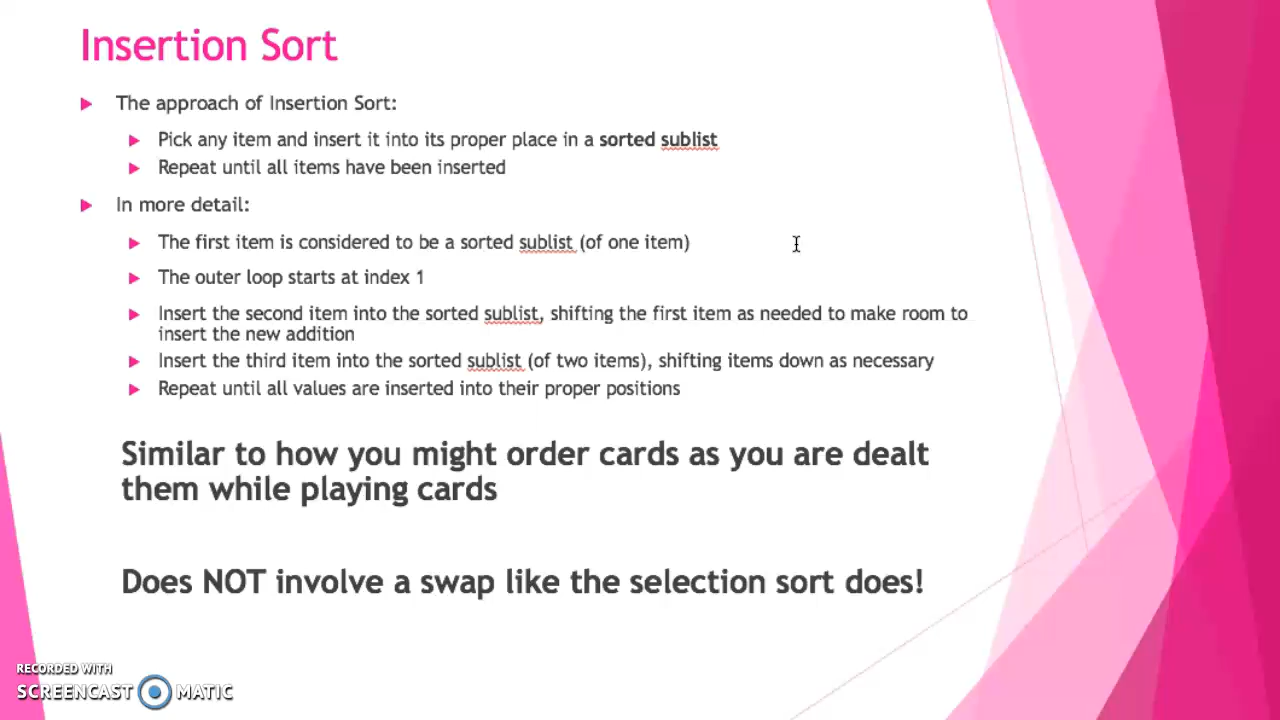 Insertion Sort
The approach of Insertion Sort:
Pick any item and insert it into its proper place in a sorted sublist
Repeat until all items have been inserted
In more detail:
The first item is considered to be a sorted sublist (of one item)
The outer loop starts at index 1
Insert the second item into the sorted sublist, shifting the first item as needed to make room to
insert the new addition
Insert the third item into the sorted sublist (of two items), shifting items down as necessary
Repeat until all values are inserted into their proper positions
Similar to how you might order cards as you are dealt
them while playing cards
Does NOT involve a swap like the selection sort does!
RECORDED WITH
SCREENCAST MATIC